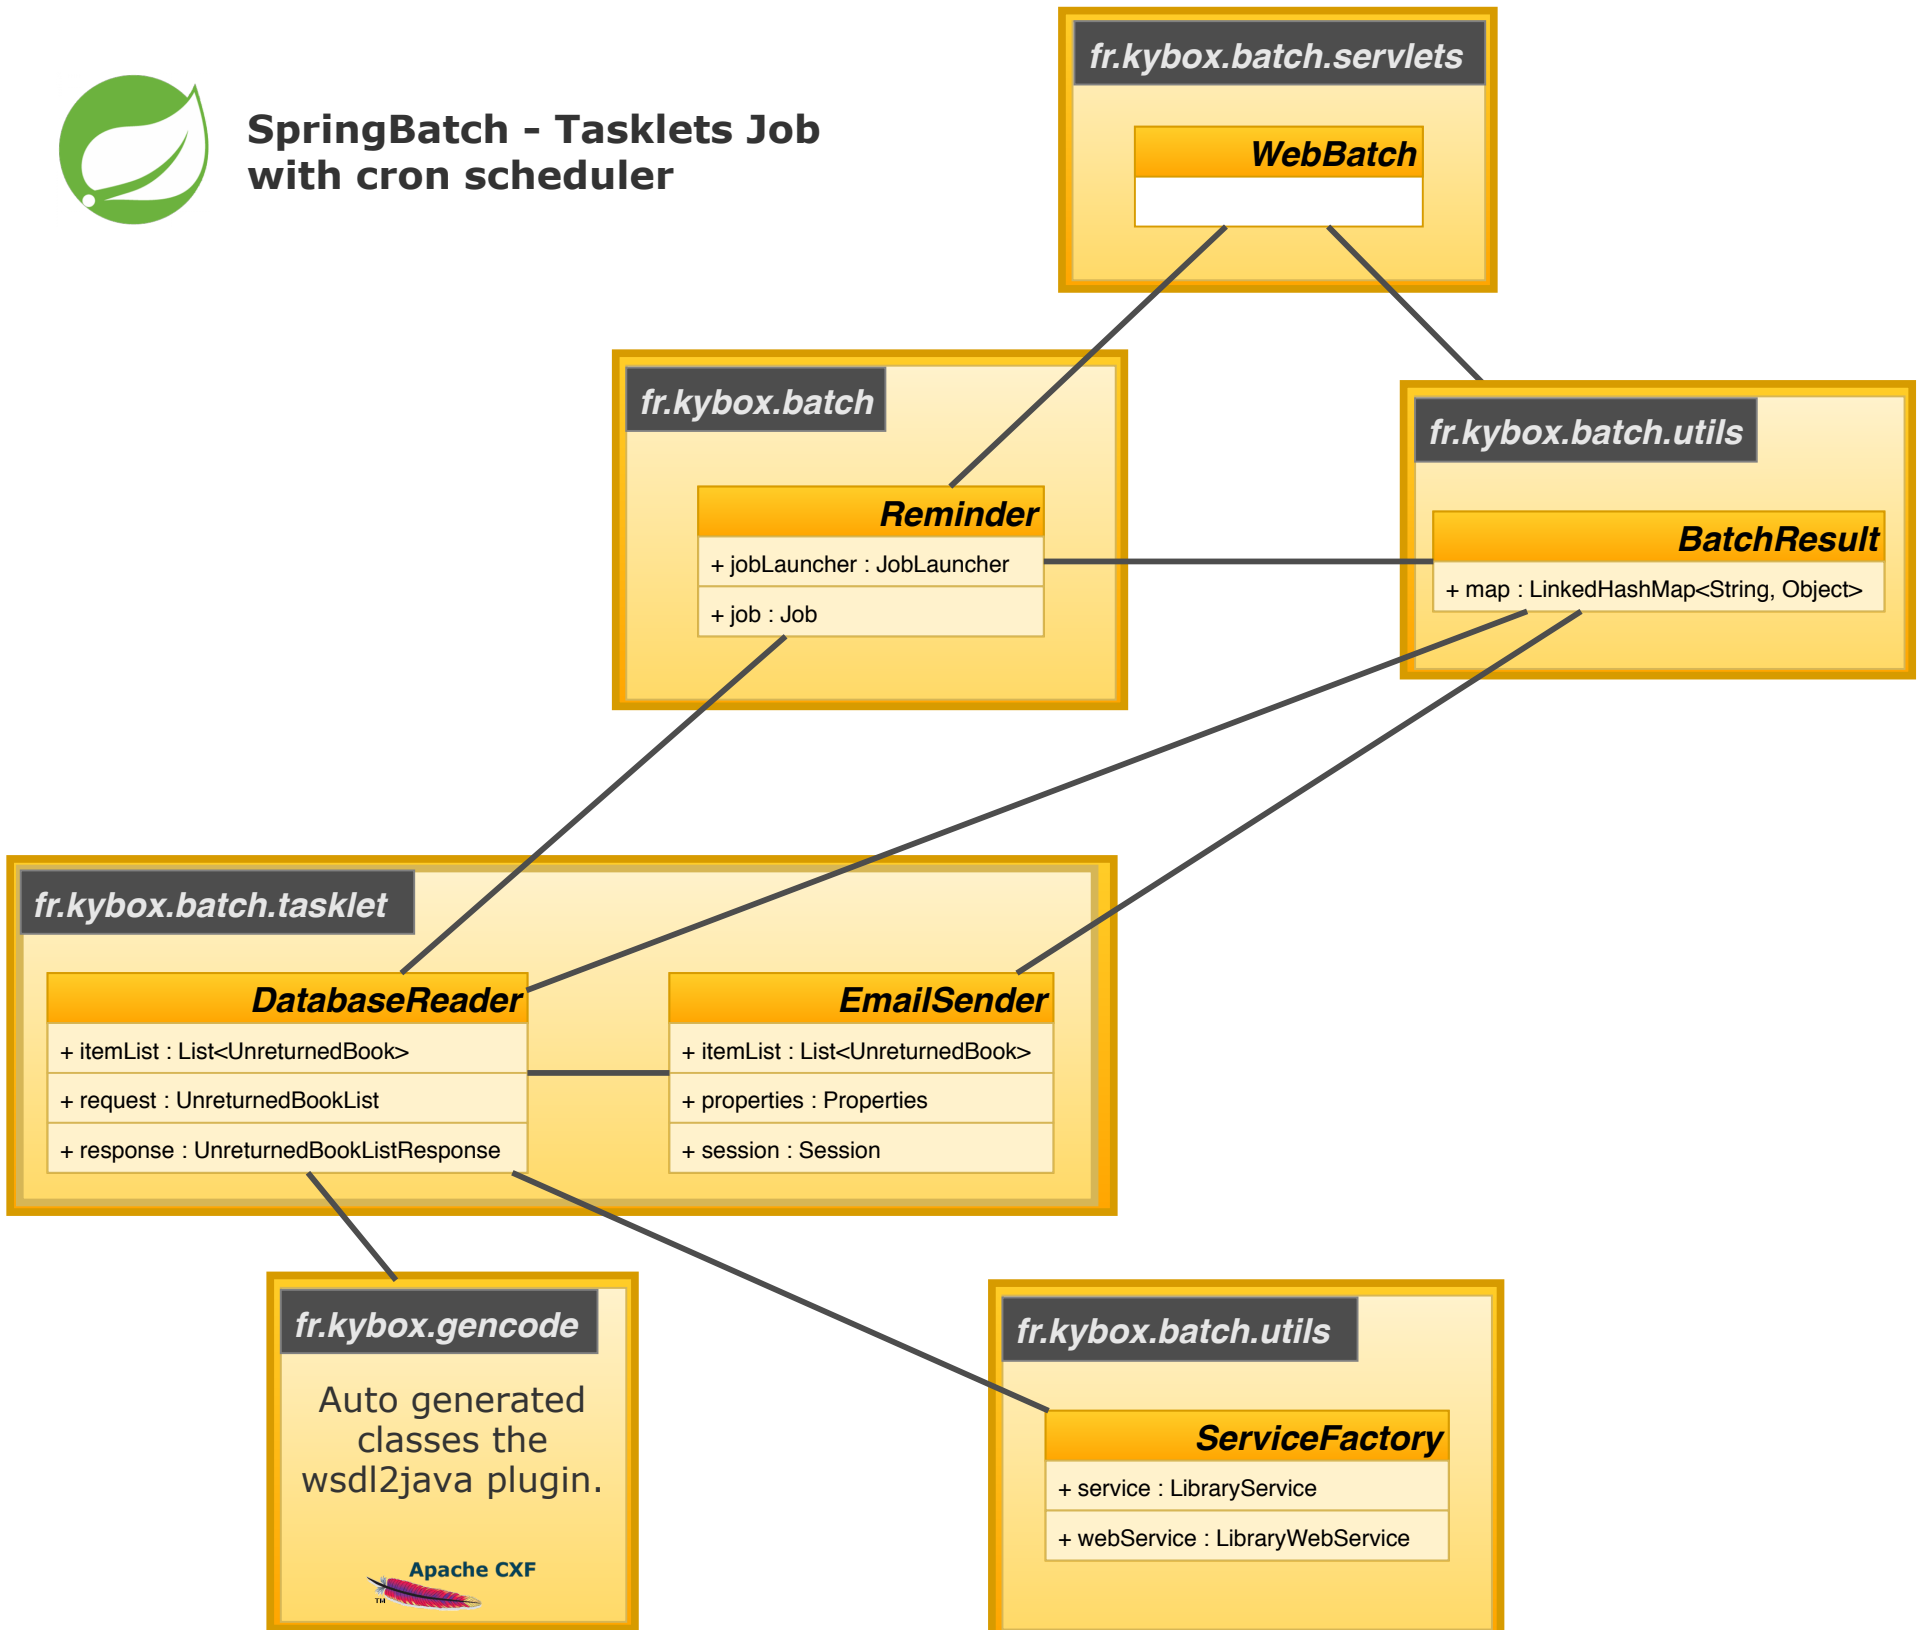 SpringBatch - Tasklets Job
with cron scheduler
fr.kybox.batch.servlets
WebBatch
fr.kybox.batch
Reminder
+ jobLauncher : JobLauncher
+ job : Job
fr.kybox.batch.utils
BatchResult
+ map : LinkedHashMap<String, Object>
fr.kybox.batch.tasklet
DatabaseReader
+ itemList : List<UnreturnedBook>
+ request : UnreturnedBookList
+ response : UnreturnedBookListResponse
EmailSender
+ itemList : List<UnreturnedBook>
+ properties : Properties
+ session : Session
fr.kybox.gencode
Auto generated
classes the
wsdl2java plugin.
Apache CXF
TM
fr.kybox.batch.utils
ServiceFactory
+ service : LibraryService
+ webService : LibraryWebService